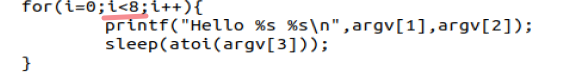 for(i=0;i<8;i++){
printf("Hello %s %s\n",argv[1],argv[2]);
sleep(atoi(argv[3]));
}